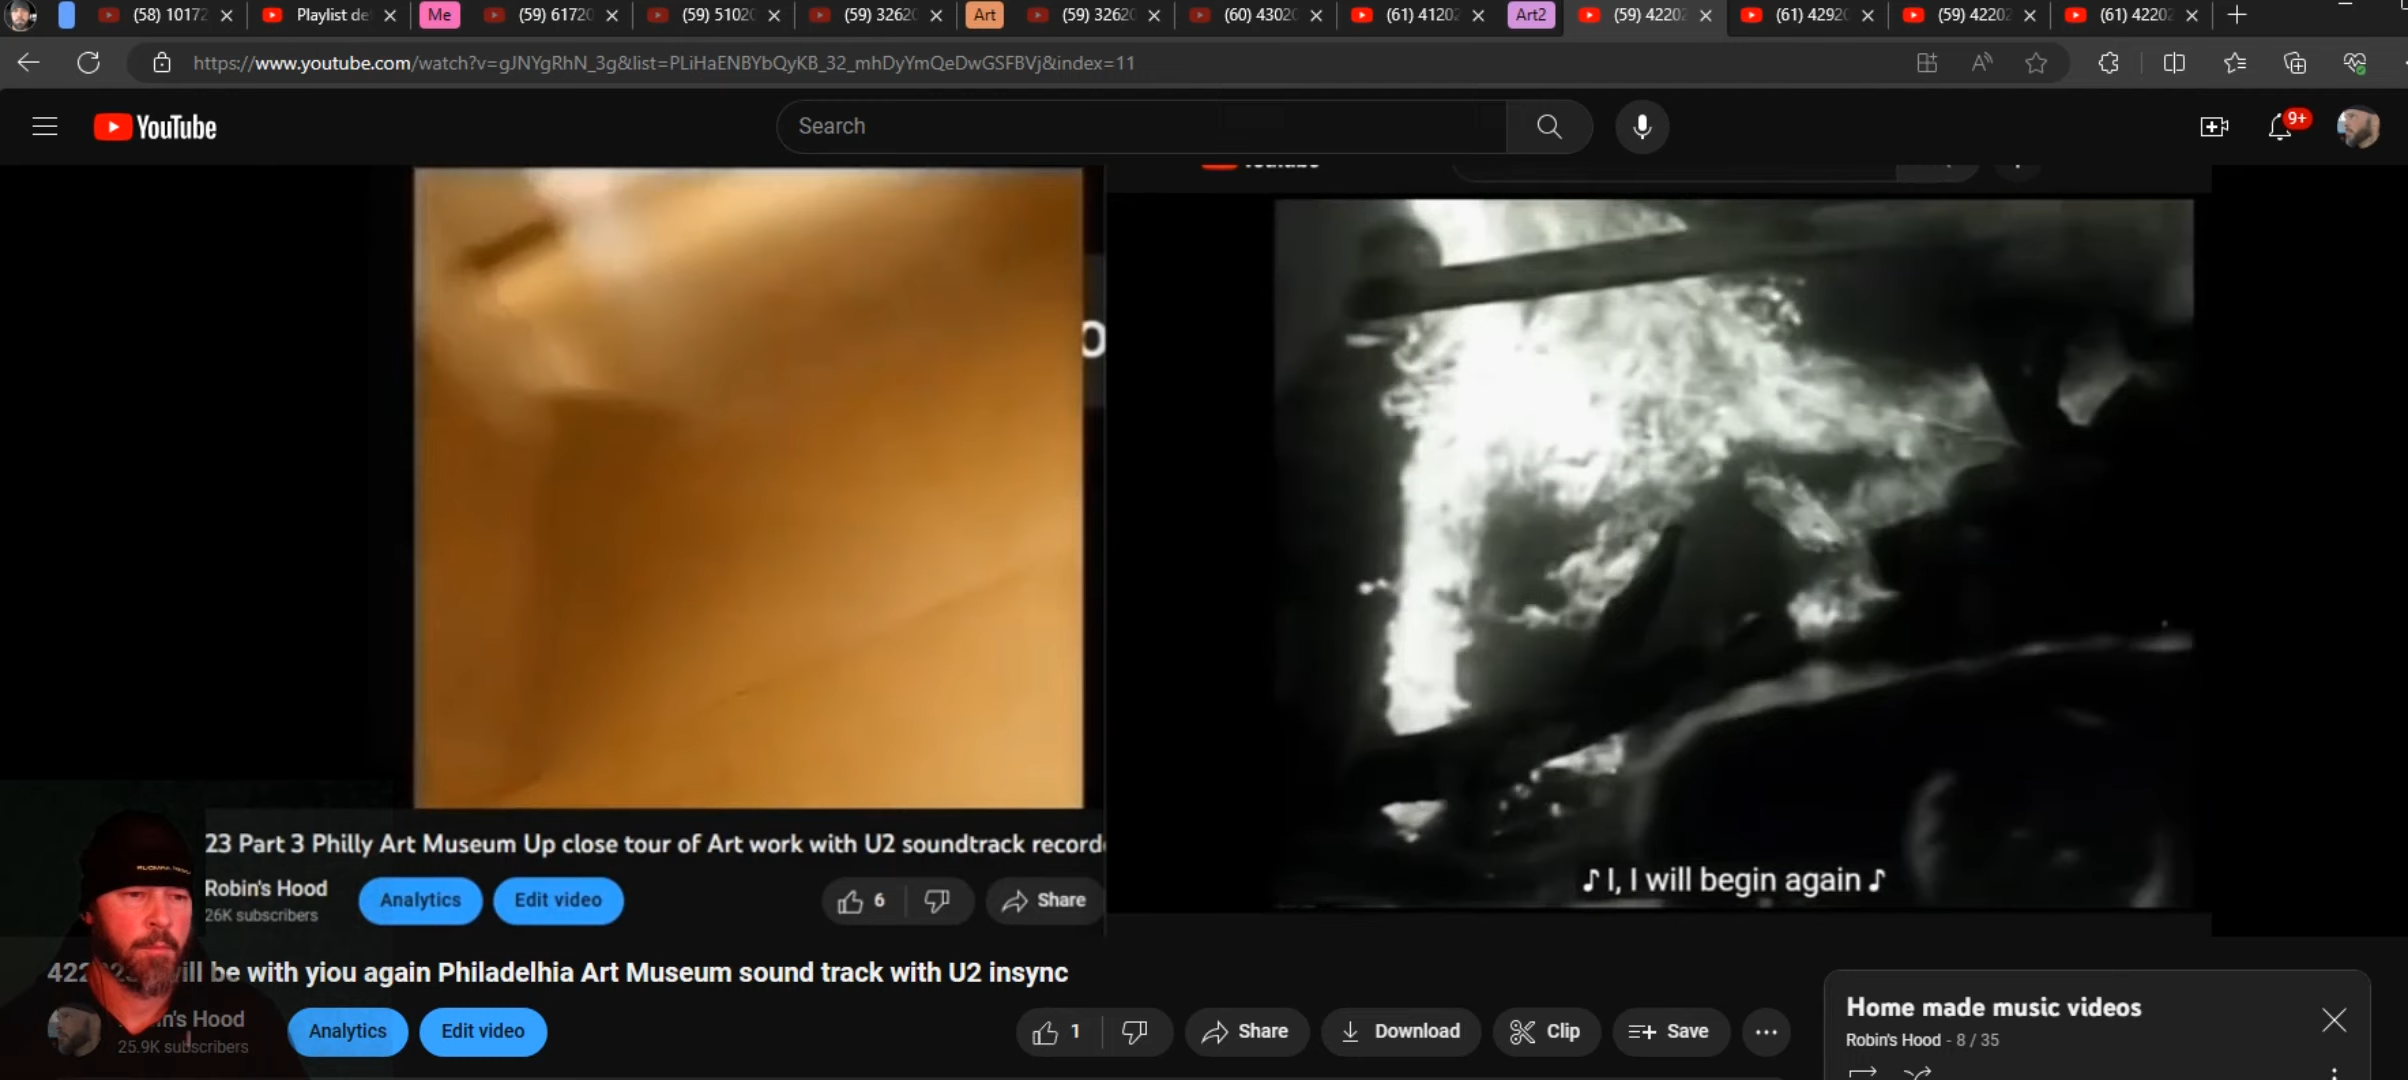 (58) 10172
Playlist de
Me
(59) 61720
(59) 51020
(59) 32620
Art
(59) 32620
(60) 43020
(61) 41202
Art2
(59) 42202
(61) 42920
(59) 42202
(61) 42202
https://www.youtube.com/watch?v=gJNYgRhN_3g&list=PLiHaENBYbQyKB_32_mhDyYmQeDwGSFBVj&index=11
YouTube
Search
9+
o
♪ I, I will begin again ♪
23 Part 3 Philly Art Museum Up close tour of Art work with U2 soundtrack record
Robin's Hood
26K subscribers
Analytics
Edit video
6
Share
422 will be with yiou again Philadelhia Art Museum sound track with U2 insync
n's Hood
25.9K subscribers
Analytics
Edit video
1
Share
Download
Clip
Save
Home made music videos
Robin's Hood - 8 / 35